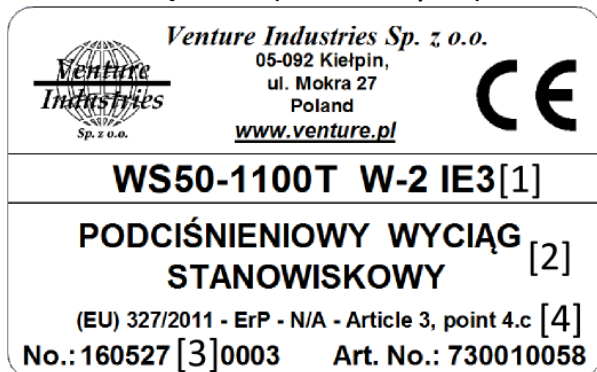 Venture
Industries
Sp. z o.o.
Venture Industries Sp. z o.o.
05-092 Kiełpin,
ul. Mokra 27
Poland
www.venture.pl
CE
WS50-1100T W-2 IE3[1]
PODCIŚNIENIOWY WYCIĄG
STANOWISKOWY
[2]
(EU) 327/2011 - ErP - N/A - Article 3, point 4.c [4]
No.: 160527 [3]0003 Art. No.: 730010058